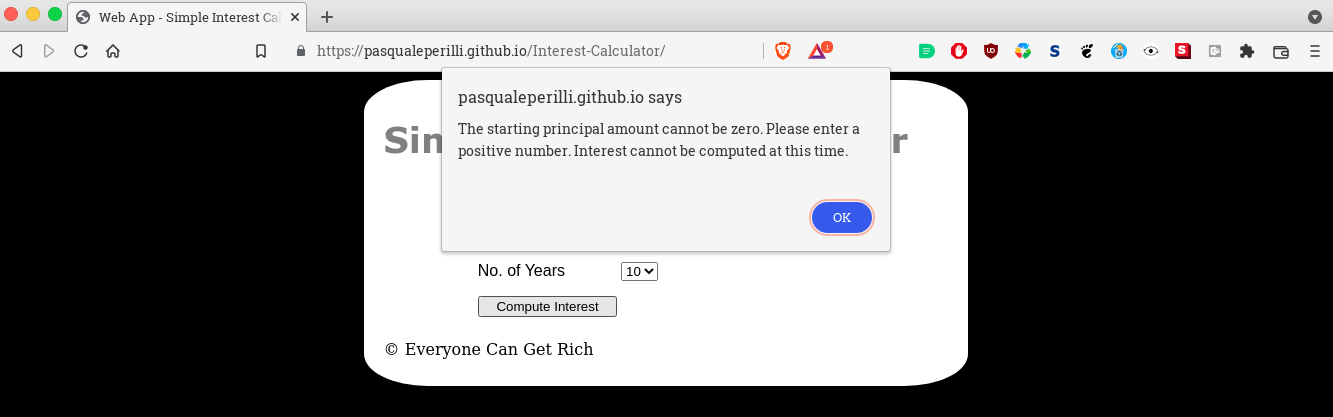 Web App - Simple Interest Cal
https://pasqualeperilli.github.io/Interest-Calculator/
1
pasqualeperilli.github.io says
The starting principal amount cannot be zero. Please enter a
positive number. Interest cannot be computed at this time.
OK
Sim r
No. of Years 10
Compute Interest
© Everyone Can Get Rich